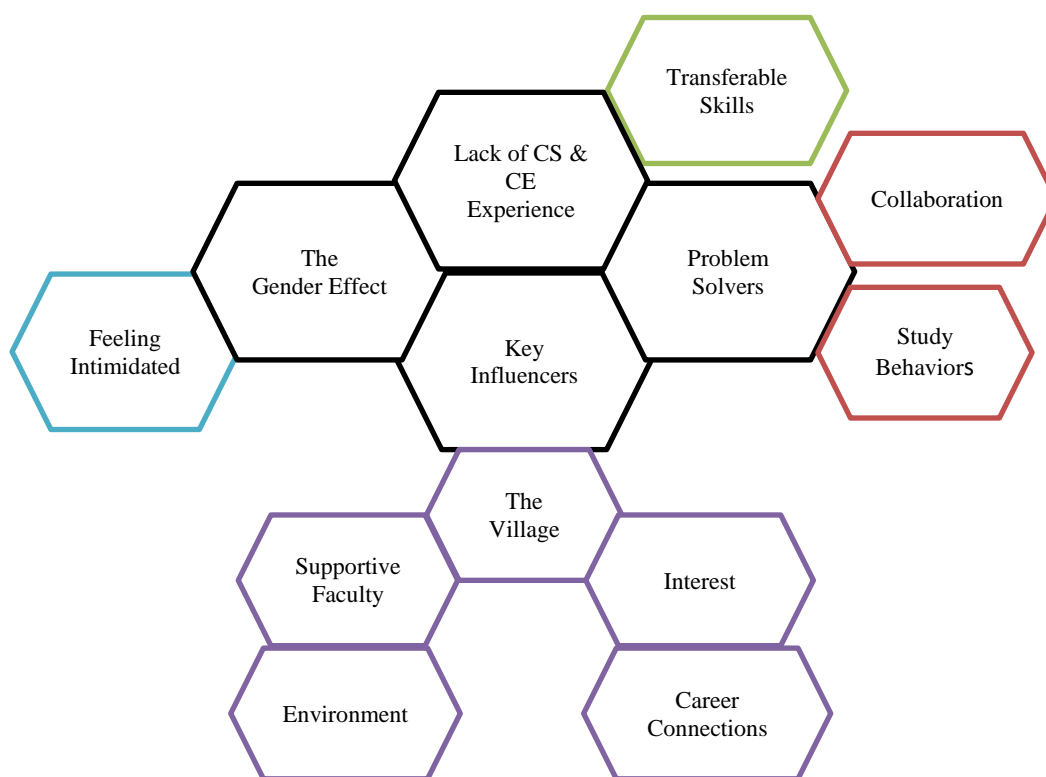 Transferable
Skills
Lack of CS &
CE
Experience
Collaboration
The
Gender Effect
Problem
Solvers
Feeling
Intimidated
Key
Influencers
Study
Behaviors
The
Village
Supportive
Faculty
Interest
Environment
Career
Connections